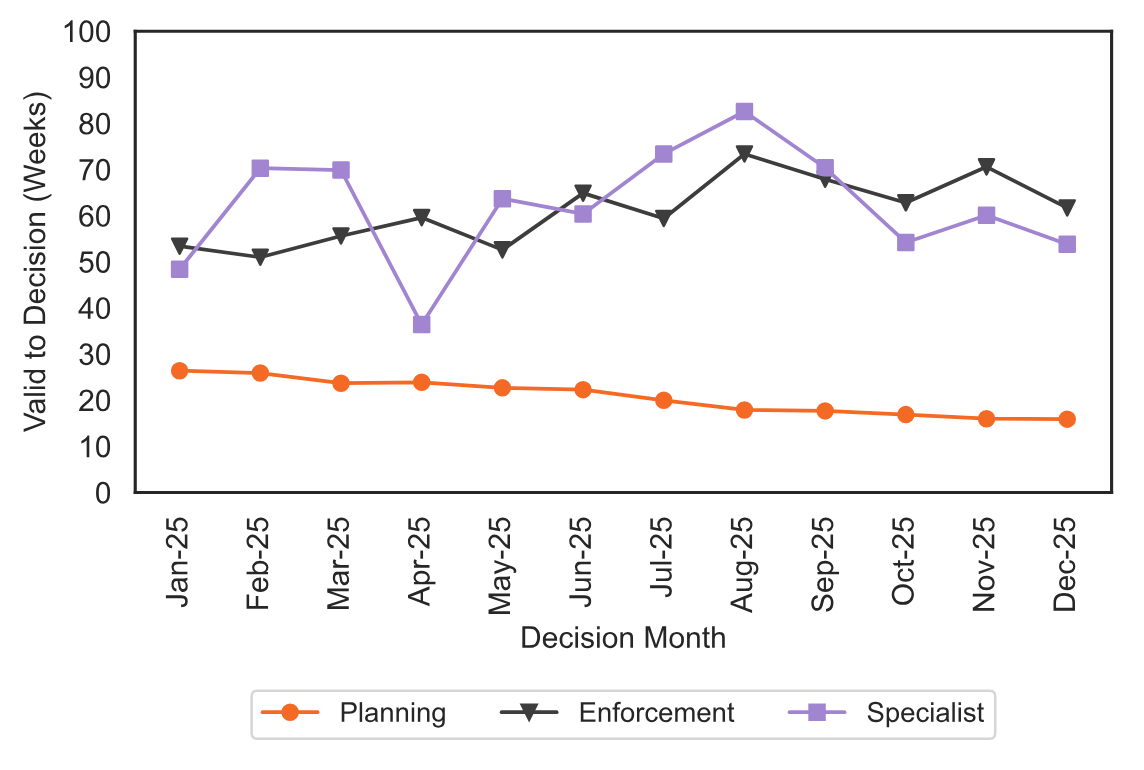 100
90
80
70
60
50
40
30
20
10
0
Valid to Decision (Weeks)
Jan-25 Feb-25 Mar-25 Apr-25 May-25 Jun-25 Jul-25 Aug-25 Sep-25 Oct-25 Nov-25 Dec-25
Decision Month
Planning Enforcement Specialist